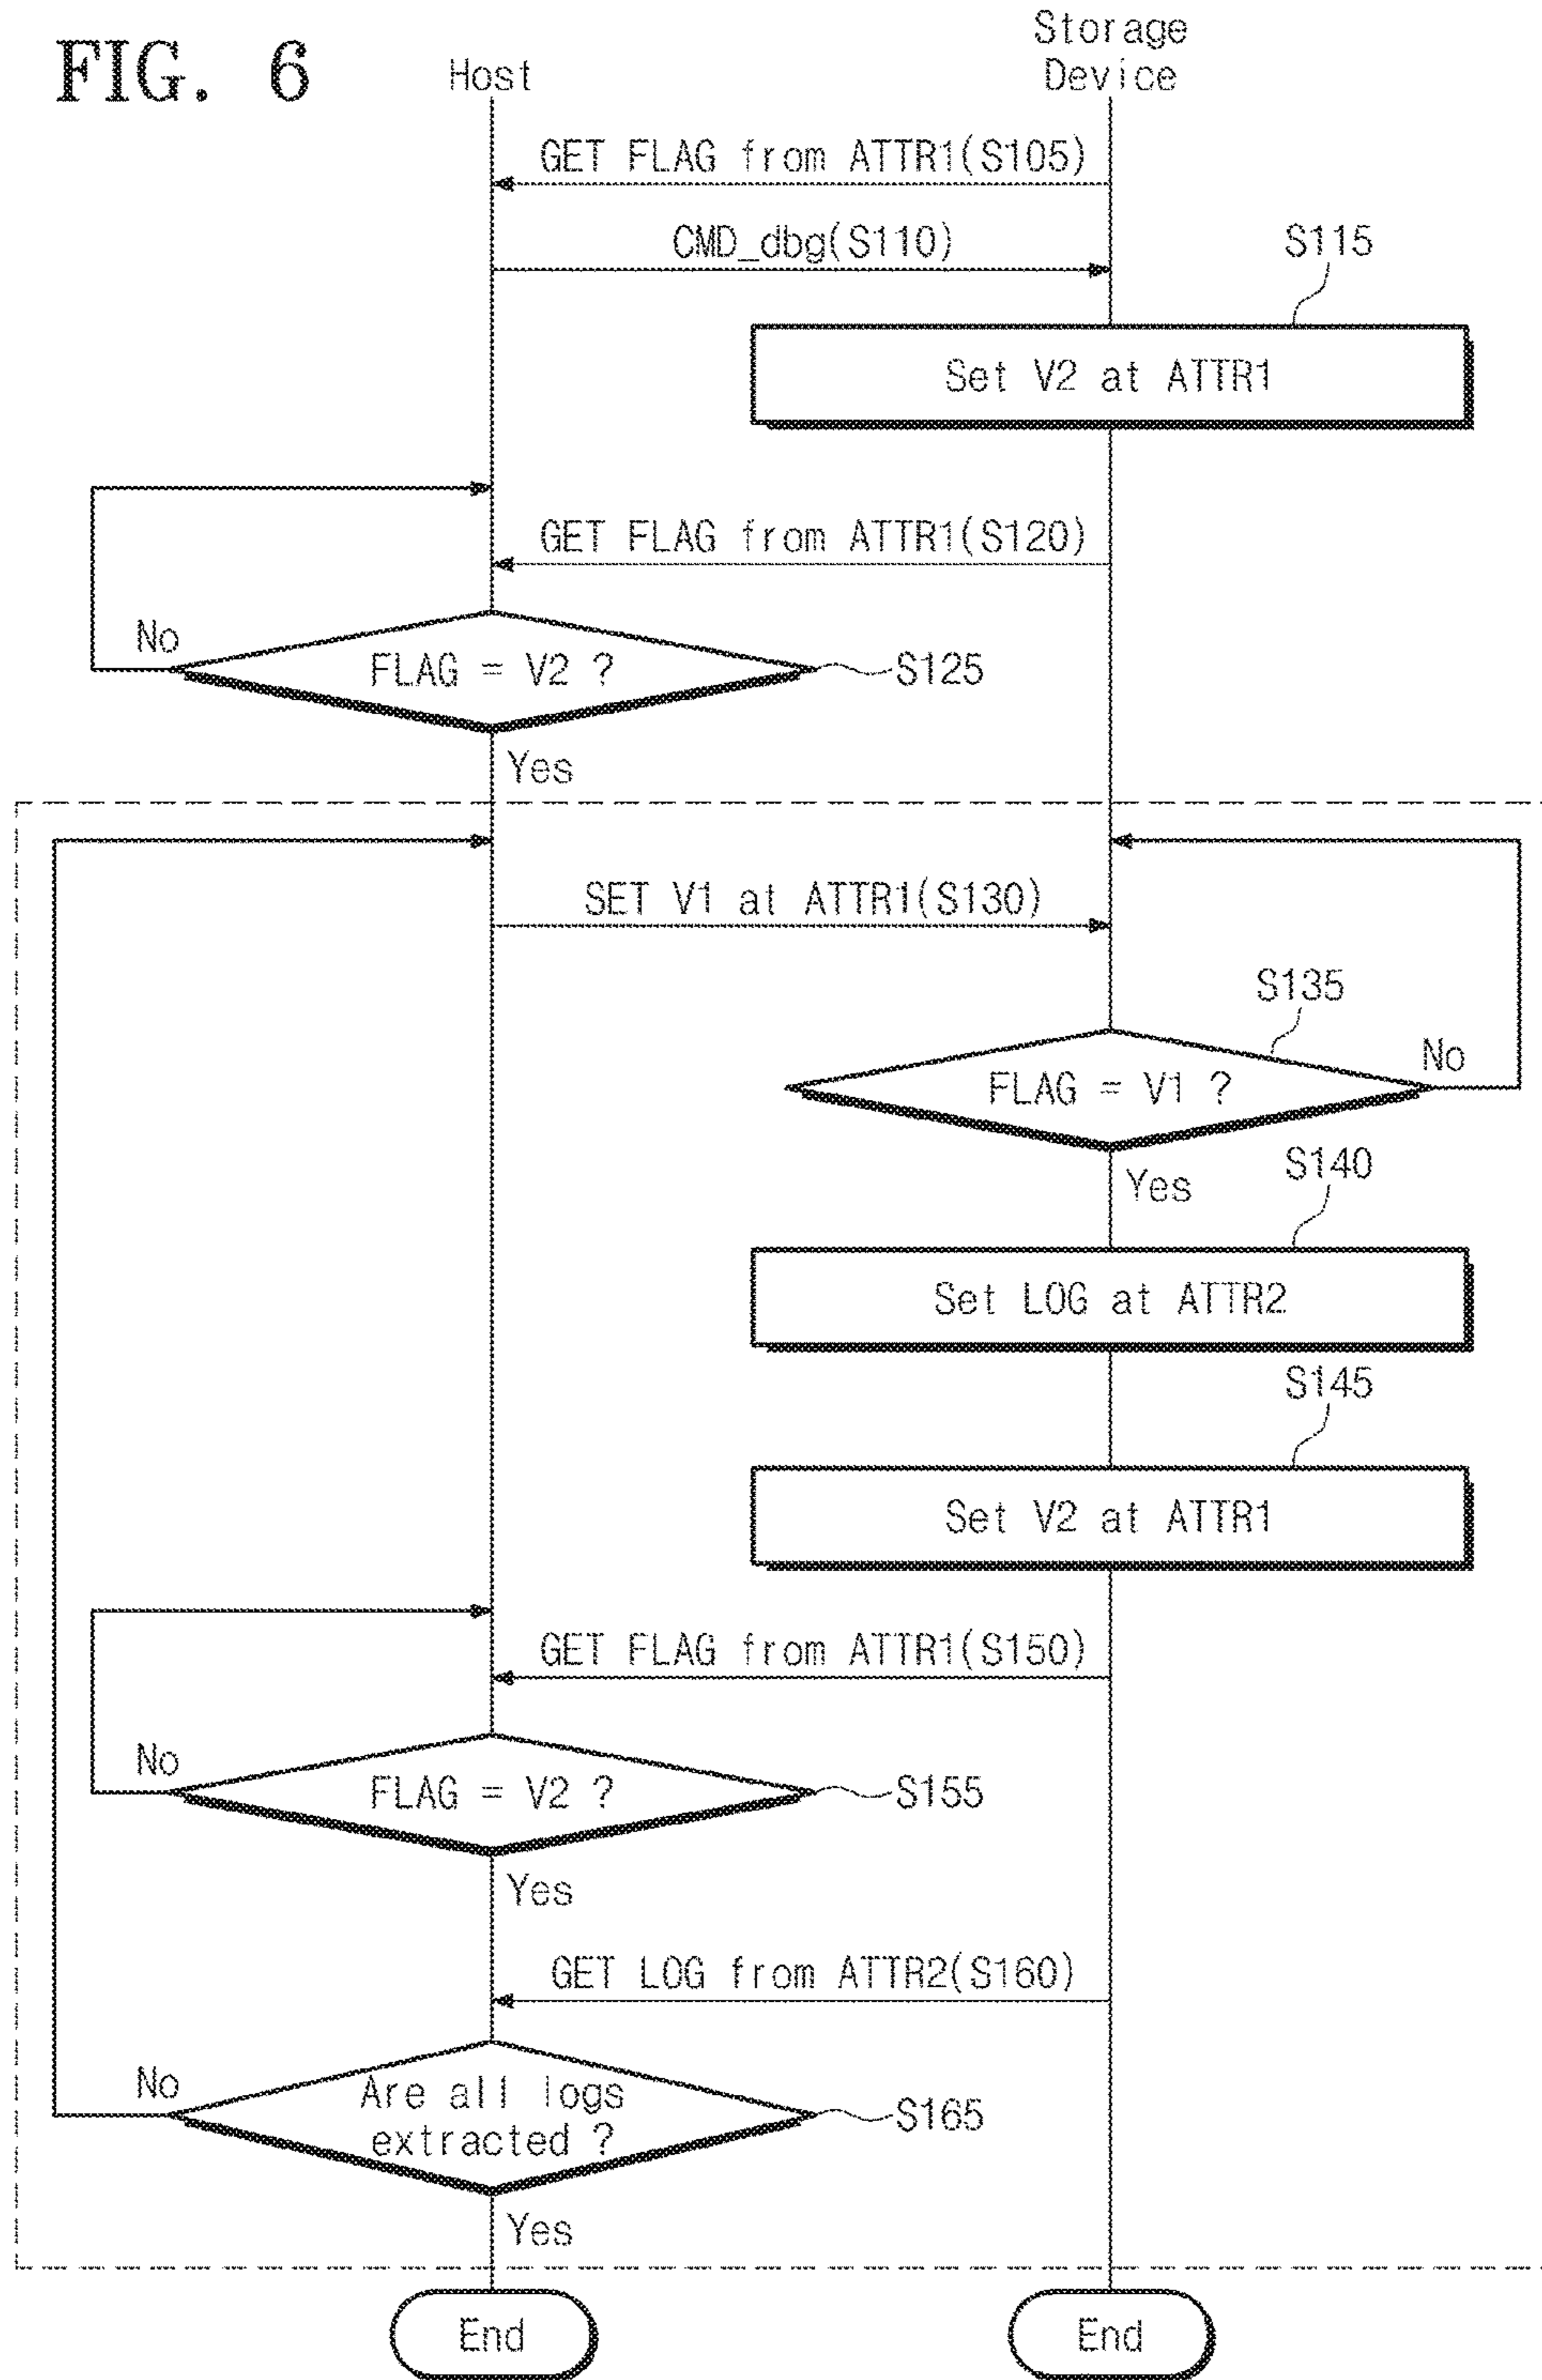 FIG. 6
Host
Storage
Device
GET FLAG from ATTR1(S105)
CMD_dbg(S110)
S115
Set V2 at ATTR1
GET FLAG from ATTR1(S120)
No
FLAG = V2 ?
S125
Yes
SET V1 at ATTR1(S130)
S135
No
FLAG = V1 ?
Yes
S140
Set LOG at ATTR2
S145
Set V2 at ATTR1
GET FLAG from ATTR1(S150)
No
FLAG = V2 ?
S155
Yes
GET LOG from ATTR2(S160)
No
Are all logs
extracted ?
S165
Yes
End
End